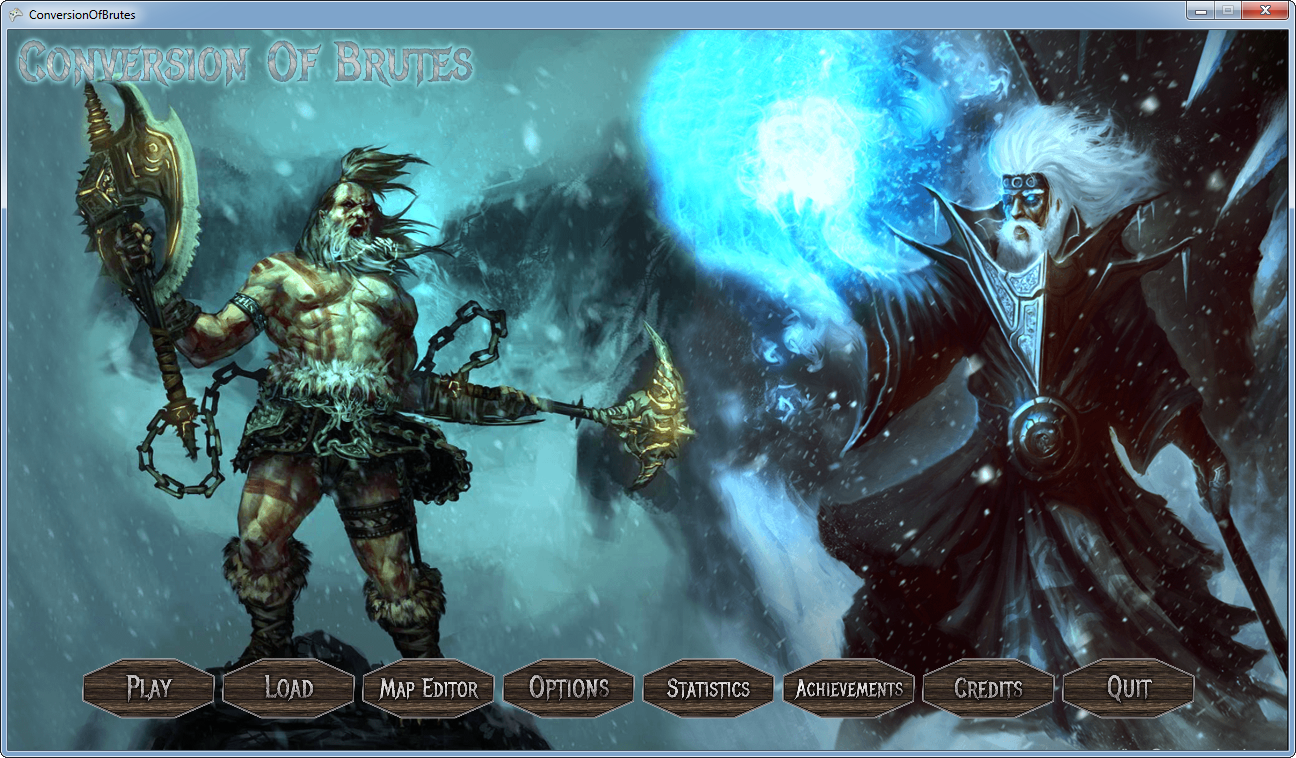 ConversionOfBrutes
Conversion Of Brutes
Play
Load
Map Editor
Options
Statistics
Achievements
Credits
Quit